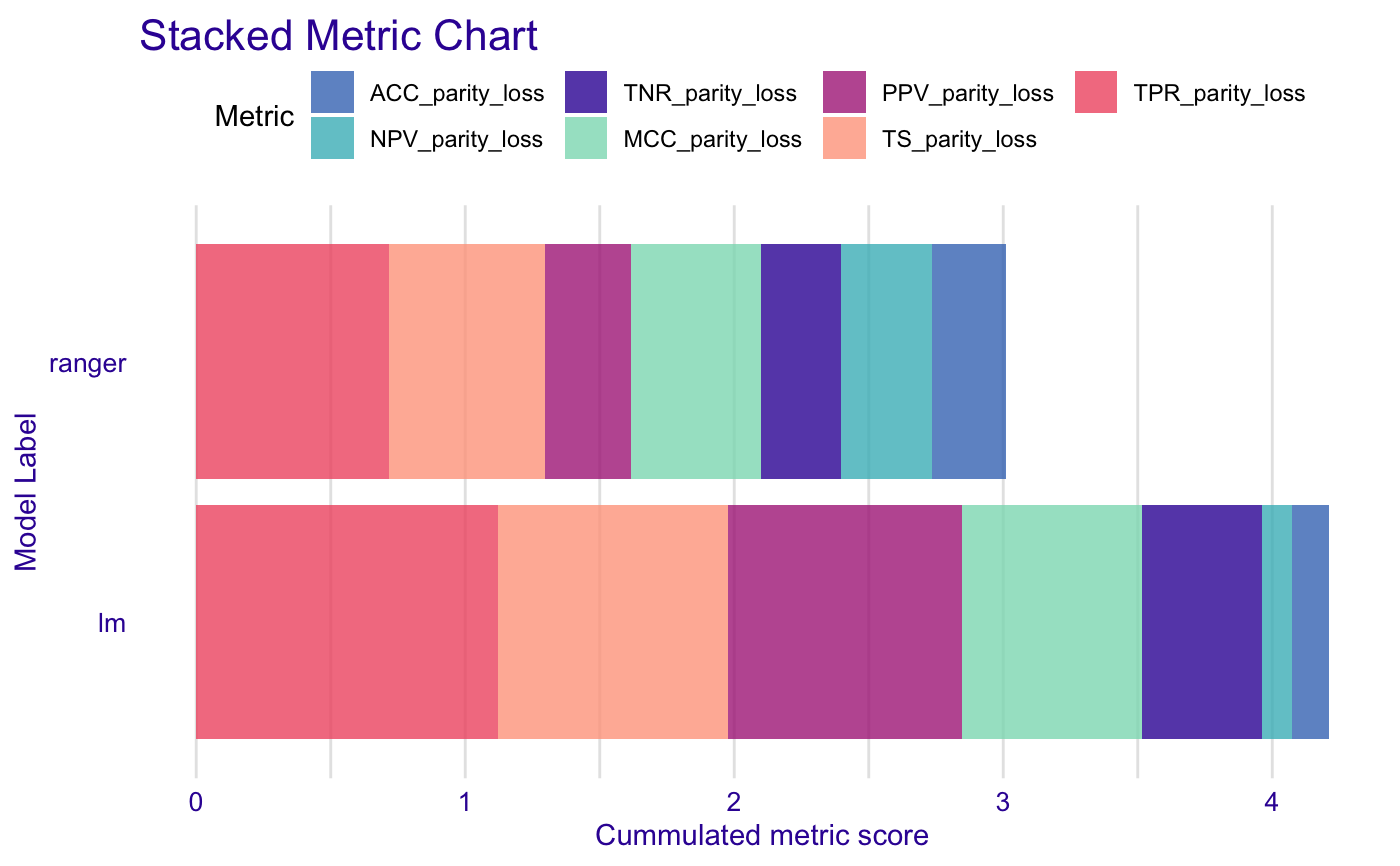 Stacked Metric Chart
Metric
ACC_parity_loss TNR_parity_loss PPV_parity_loss TPR_parity_loss
NPV_parity_loss MCC_parity_loss TS_parity_loss
Model Label
ranger
lm
0 1 2 3 4
Cummulated metric score